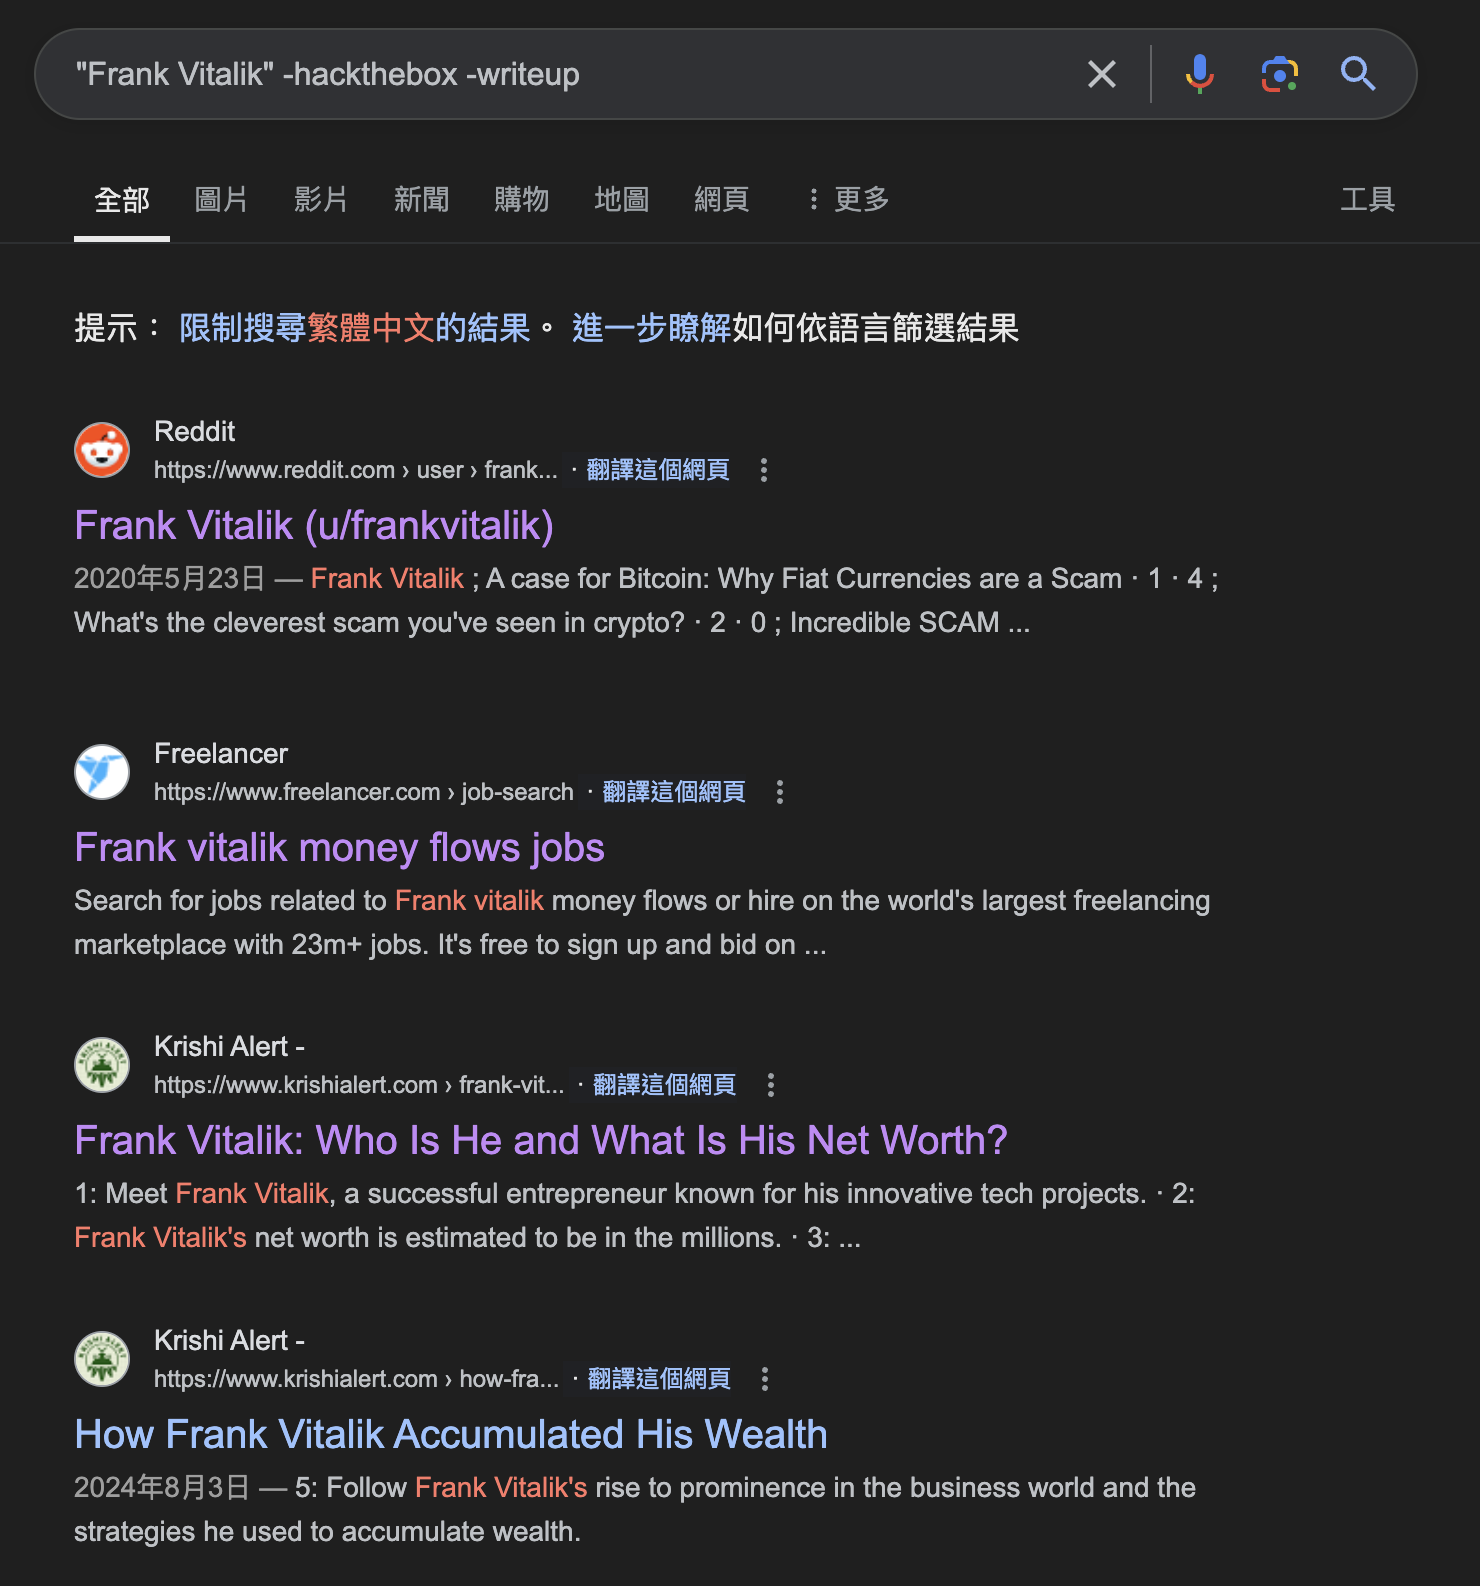 "Frank Vitalik" -hackthebox -writeup
全部 圖片 影片 新聞 購物 地圖 網頁 ⋮ 更多 工具
提示： 限制搜尋繁體中文的結果。 進一步瞭解如何依語言篩選結果
Reddit
https://www.reddit.com › user › frank... · 翻譯這個網頁
Frank Vitalik (u/frankvitalik)
2020年5月23日 — Frank Vitalik ; A case for Bitcoin: Why Fiat Currencies are a Scam · 1 · 4 ;
What's the cleverest scam you've seen in crypto? · 2 · 0 ; Incredible SCAM ...
Freelancer
https://www.freelancer.com › job-search · 翻譯這個網頁
Frank vitalik money flows jobs
Search for jobs related to Frank vitalik money flows or hire on the world's largest freelancing
marketplace with 23m+ jobs. It's free to sign up and bid on ...
Krishi Alert -
https://www.krishialert.com › frank-vit... · 翻譯這個網頁
Frank Vitalik: Who Is He and What Is His Net Worth?
1: Meet Frank Vitalik, a successful entrepreneur known for his innovative tech projects. · 2:
Frank Vitalik's net worth is estimated to be in the millions. · 3: ...
Krishi Alert -
https://www.krishialert.com › how-fra... · 翻譯這個網頁
How Frank Vitalik Accumulated His Wealth
2024年8月3日 — 5: Follow Frank Vitalik's rise to prominence in the business world and the
strategies he used to accumulate wealth.